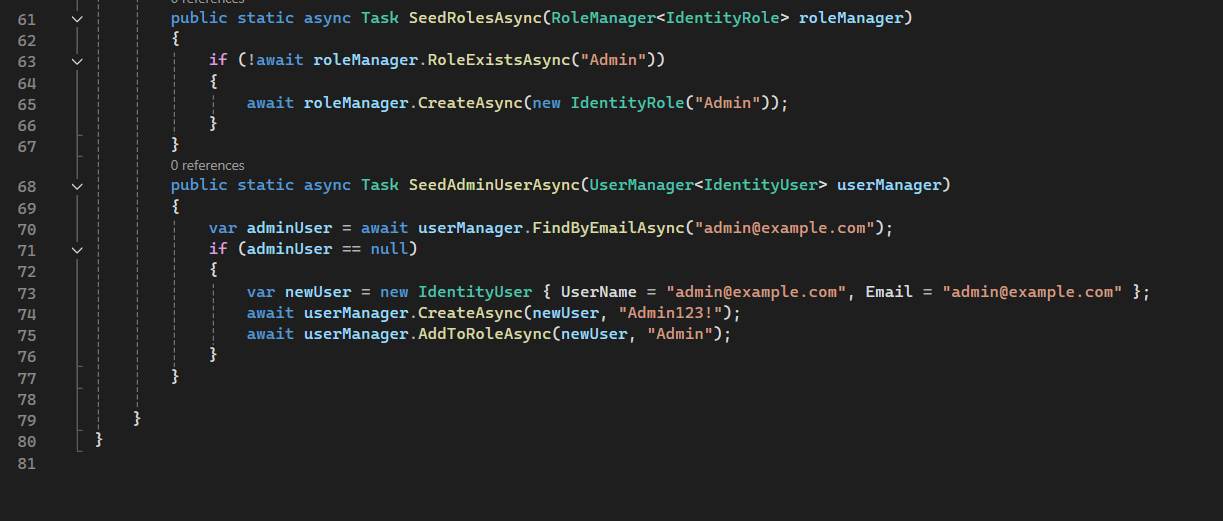 0 references
61 public static async Task SeedRolesAsync(RoleManager<IdentityRole> roleManager)
62 {
63 if (!await roleManager.RoleExistsAsync("Admin"))
64 {
65 await roleManager.CreateAsync(new IdentityRole("Admin"));
66 }
67 }
0 references
68 public static async Task SeedAdminUserAsync(UserManager<IdentityUser> userManager)
69 {
70 var adminUser = await userManager.FindByEmailAsync("admin@example.com");
71 if (adminUser == null)
72 {
73 var newUser = new IdentityUser { UserName = "admin@example.com", Email = "admin@example.com" };
74 await userManager.CreateAsync(newUser, "Admin123!");
75 await userManager.AddToRoleAsync(newUser, "Admin");
76 }
77 }
78
79 }
80 }
81